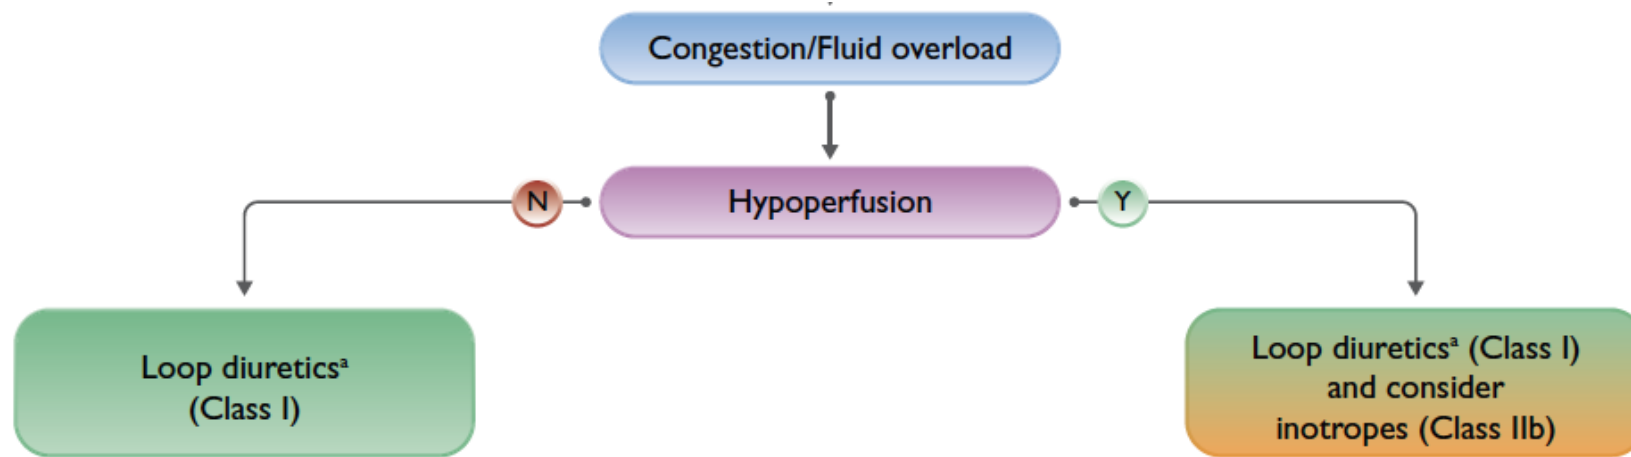 Congestion/Fluid overload
N
Hypoperfusion
Y
Loop diureticsᵃ
(Class I)
Loop diureticsᵃ (Class I)
and consider
inotropes (Class IIb)